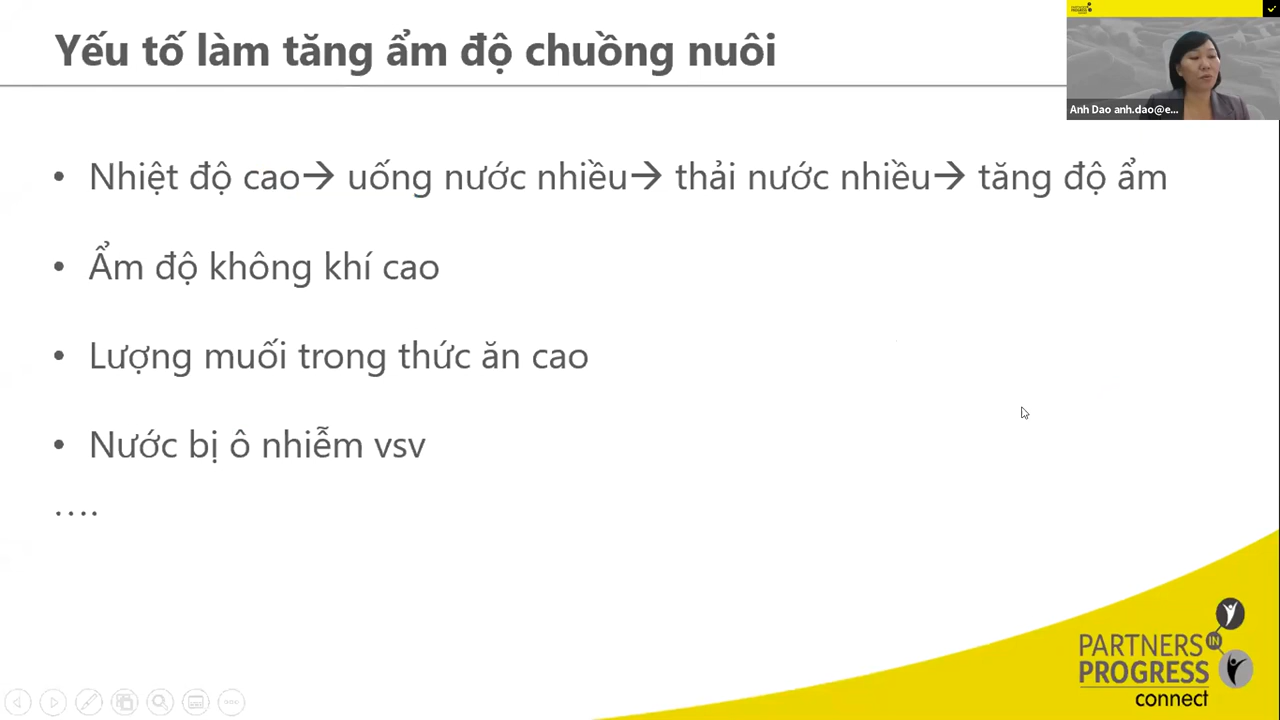 Yếu tố làm tăng ẩm độ chuồng nuôi
Anh Dao anh.dao@e...
• Nhiệt độ cao→ uống nước nhiều→ thải nước nhiều→ tăng độ ẩm
• Ẩm độ không khí cao
• Lượng muối trong thức ăn cao
• Nước bị ô nhiễm vsv
....
PARTNERS IN
PROGRESS
connect